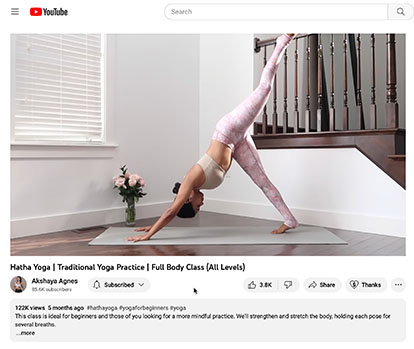 YouTube
Search
Hatha Yoga | Traditional Yoga Practice | Full Body Class (All Levels)
Akshaya Agnes
85.6K subscribers
Subscribed
3.8K
Share
Thanks
122K views 5 months ago #hathayoga #yogaforbeginners #yoga
This class is ideal for beginners and those of you looking for a more mindful practice. We'll strengthen and stretch the body, holding each pose for
several breaths.
...more